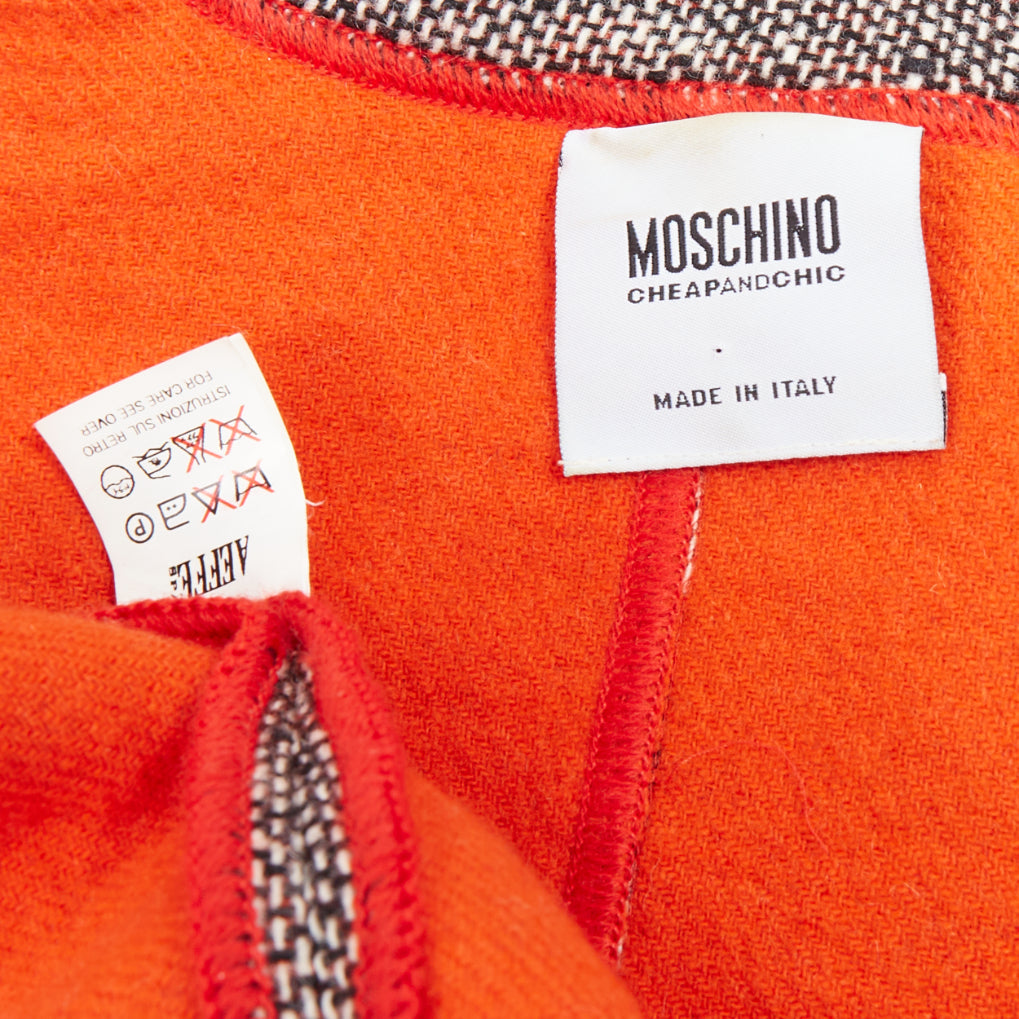 MOSCHINO
CHEAPANDCHIC
MADE IN ITALY
AEFFE
P
ISTRUZIONI SUL RETRO
FOR CARE SEE OVER